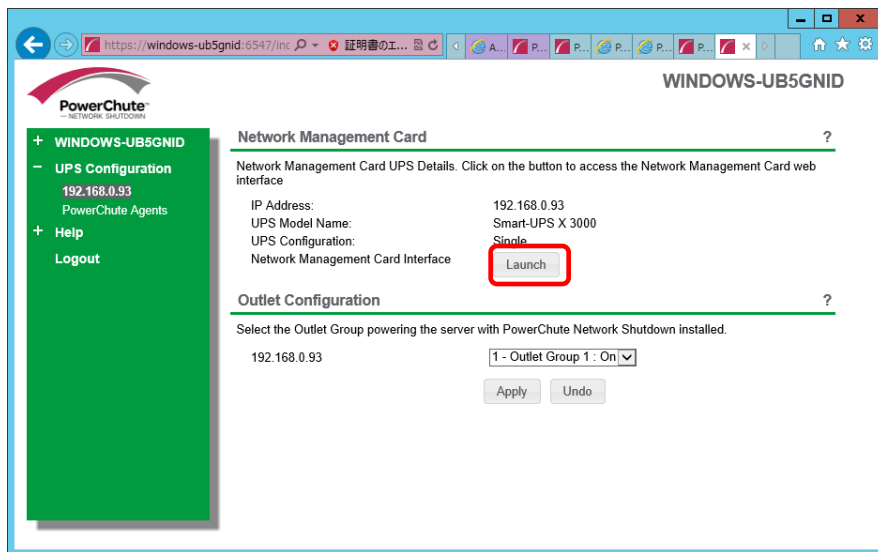 https://windows-ub5gnid:6547/inc
証明書のエ...
A...
P...
P...
P...
P...
P...
WINDOWS-UB5GNID
PowerChute™
— NETWORK SHUTDOWN
+ WINDOWS-UB5GNID
− UPS Configuration
192.168.0.93
PowerChute Agents
+ Help
Logout
Network Management Card ?
Network Management Card UPS Details. Click on the button to access the Network Management Card web
interface
IP Address: 192.168.0.93
UPS Model Name: Smart-UPS X 3000
UPS Configuration: Single
Network Management Card Interface Launch
Outlet Configuration ?
Select the Outlet Group powering the server with PowerChute Network Shutdown installed.
192.168.0.93 1 - Outlet Group 1 : On
Apply Undo